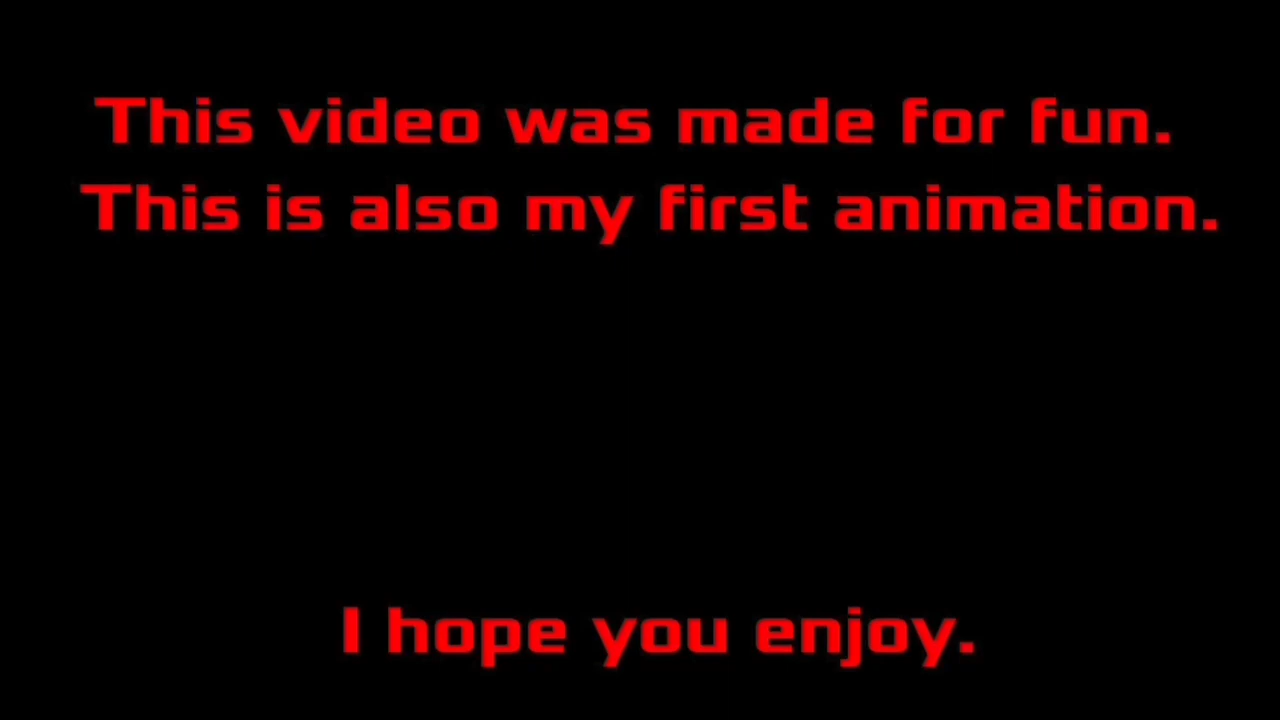 This video was made for fun.
This is also my first animation.
I hope you enjoy.